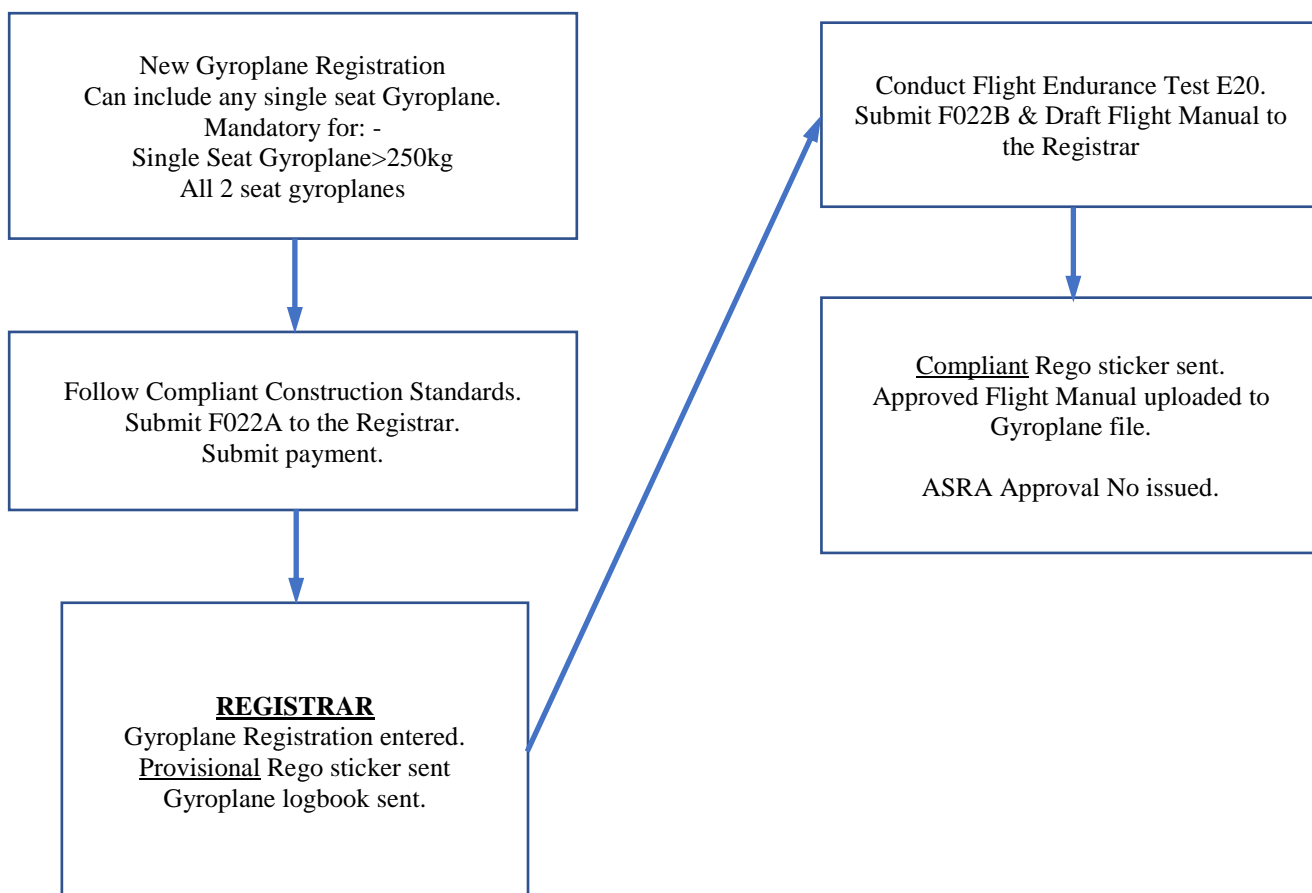 New Gyroplane Registration
Can include any single seat Gyroplane.
Mandatory for: -
Single Seat Gyroplane>250kg
All 2 seat gyroplanes
Follow Compliant Construction Standards.
Submit F022A to the Registrar.
Submit payment.
REGISTRAR
Gyroplane Registration entered.
Provisional Rego sticker sent
Gyroplane logbook sent.
Conduct Flight Endurance Test E20.
Submit F022B & Draft Flight Manual to
the Registrar
Compliant Rego sticker sent.
Approved Flight Manual uploaded to
Gyroplane file.
ASRA Approval No issued.